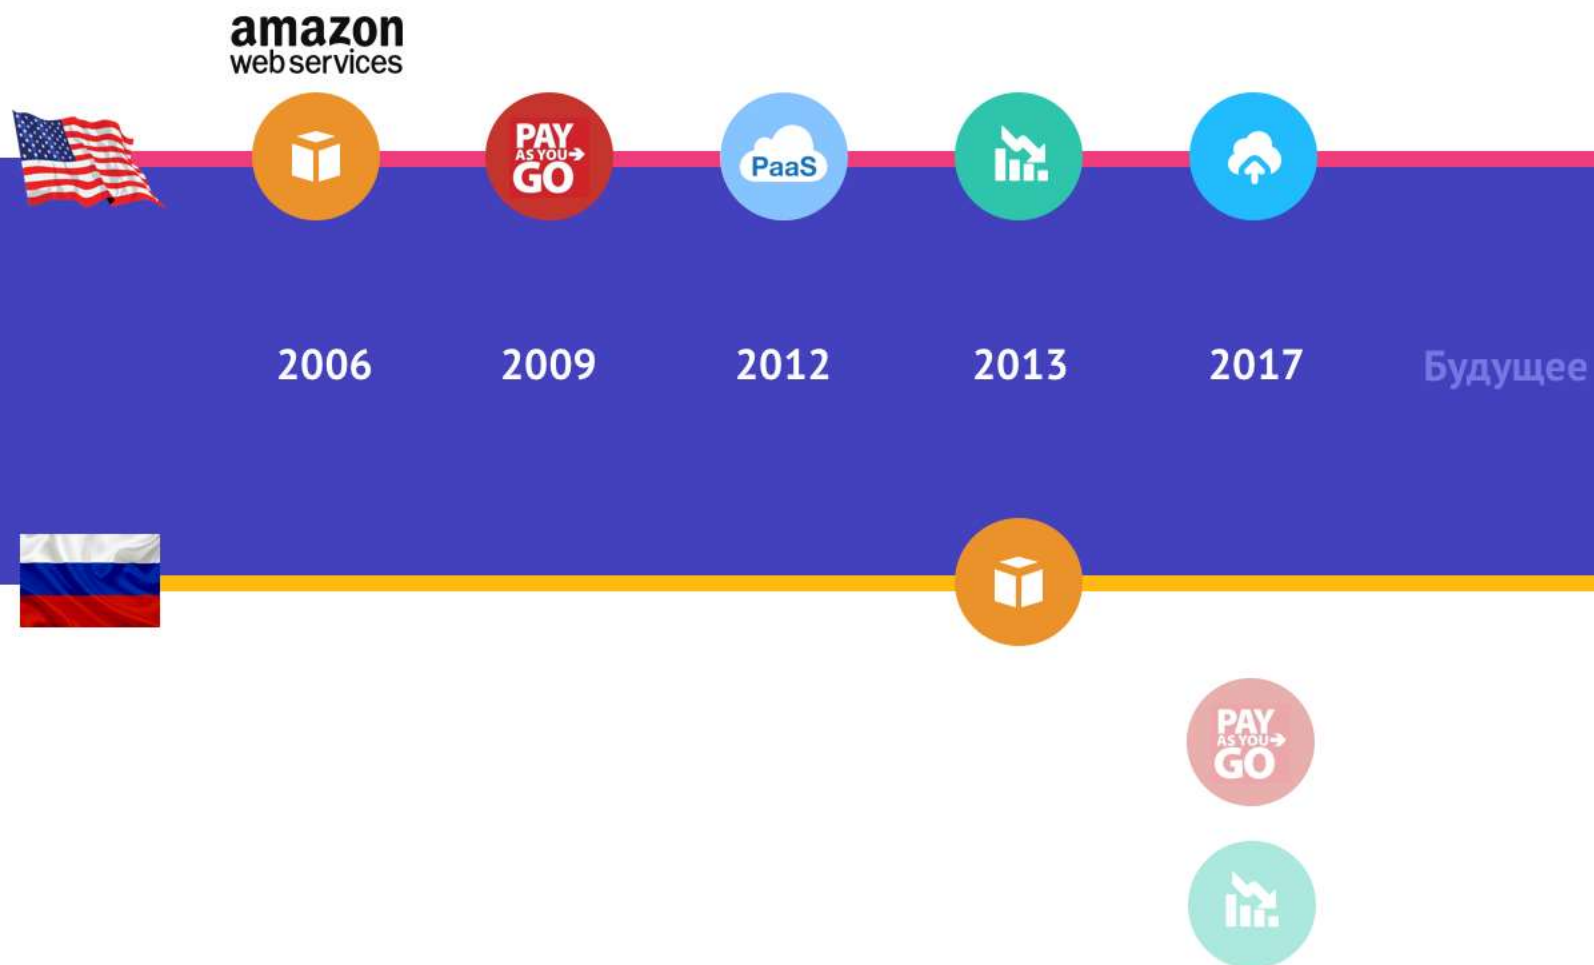 amazon
web services
PAY
AS YOU
GO
PaaS
2006
2009
2012
2013
2017
Будущее
PAY
AS YOU
GO